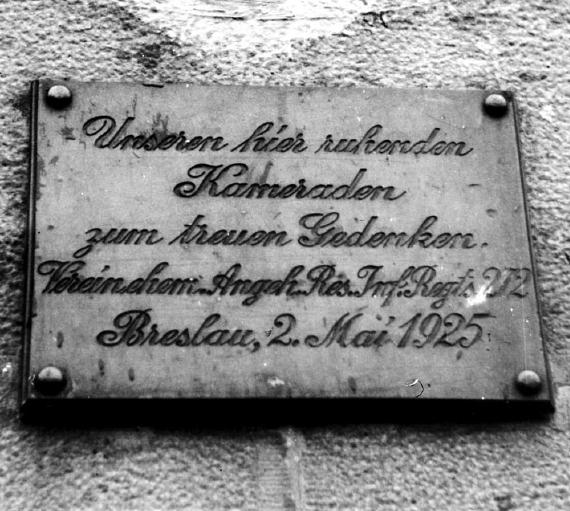 Unseren hier ruhenden
Kameraden
zum treuen Gedenken.
Verein ehem. Angeh. Res. Inf. Regts. 272
Breslau, 2. Mai 1925